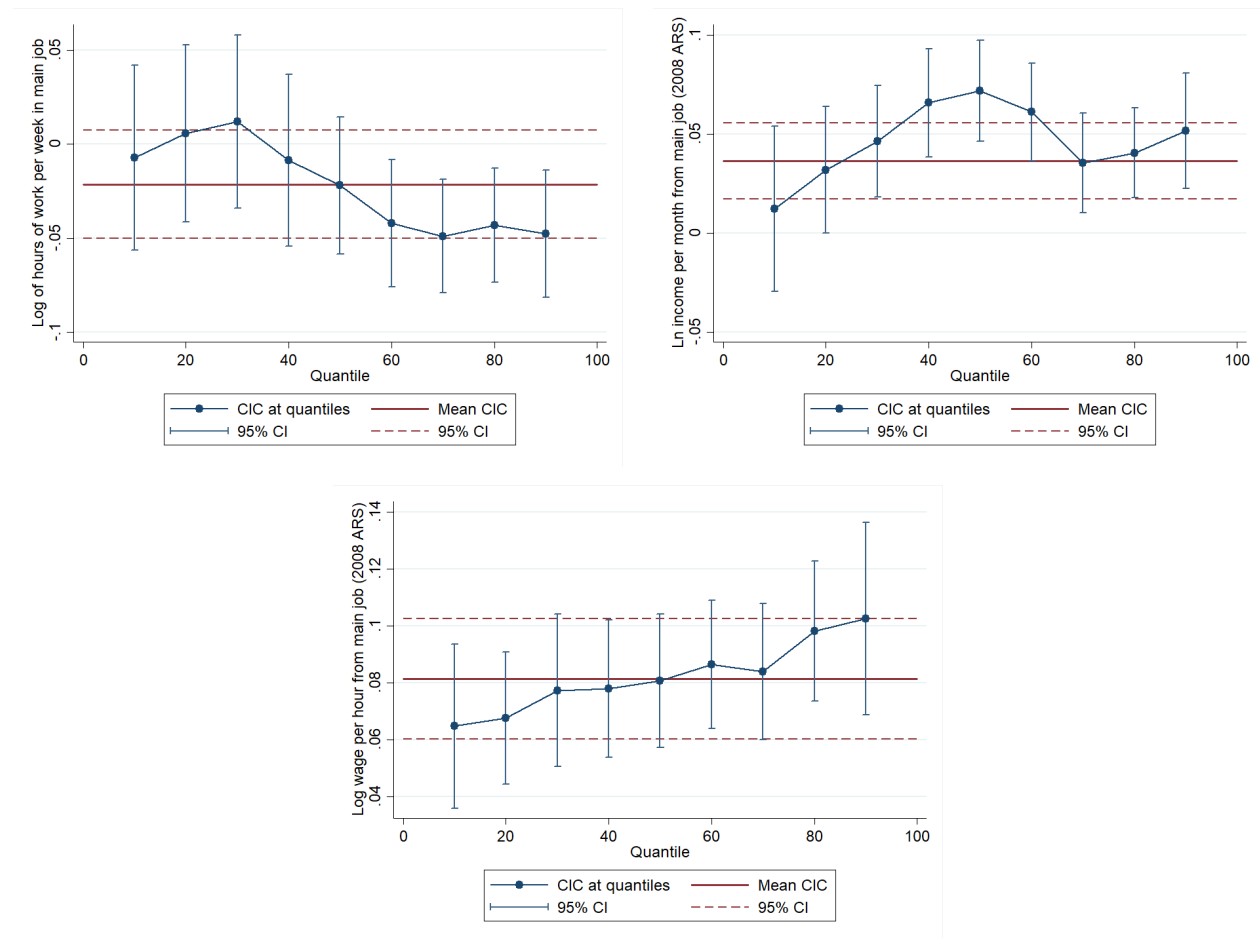 Log of hours of work per week in main job
.05
0
-.05
-.1
0 20 40 60 80 100
Quantile
CIC at quantiles Mean CIC
95% CI 95% CI
Ln income per month from main job (2008 ARS)
.1
.05
0
-.05
0 20 40 60 80 100
Quantile
CIC at quantiles Mean CIC
95% CI 95% CI
Log wage per hour from main job (2008 ARS)
.14
.12
.1
.08
.06
.04
0 20 40 60 80 100
Quantile
CIC at quantiles Mean CIC
95% CI 95% CI